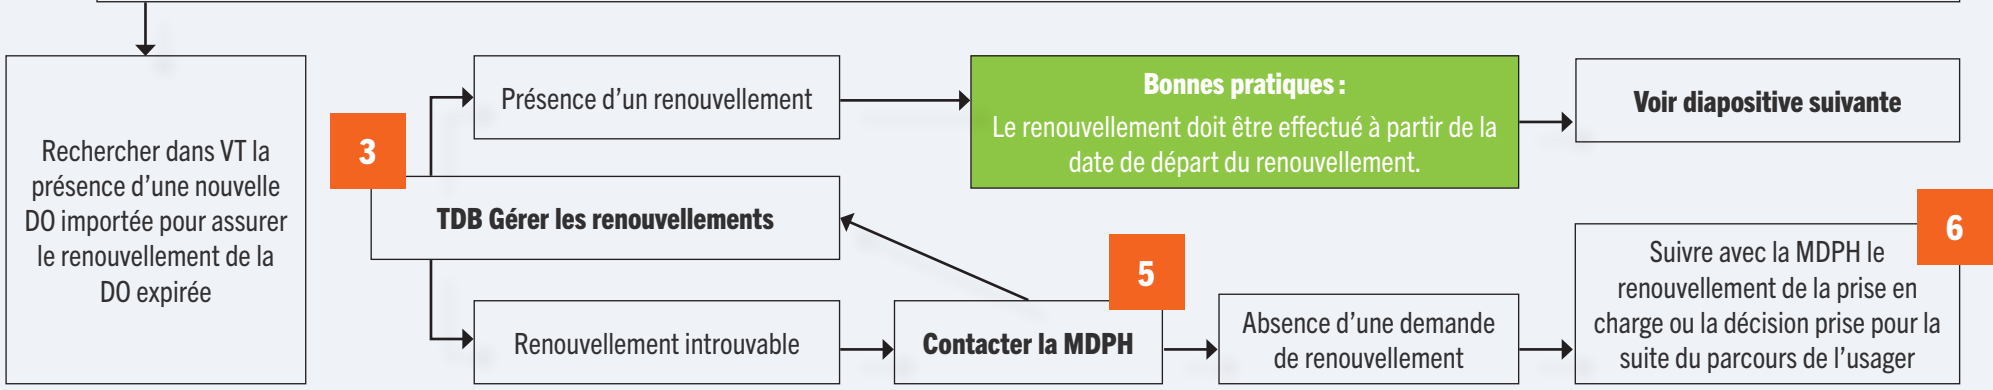 Rechercher dans VT la
présence d’une nouvelle
DO importée pour assurer
le renouvellement de la
DO expirée
3
Présence d’un renouvellement
Bonnes pratiques :
Le renouvellement doit être effectué à partir de la
date de départ du renouvellement.
Voir diapositive suivante
TDB Gérer les renouvellements
Renouvellement introuvable
5
Contacter la MDPH
Absence d’une demande
de renouvellement
6
Suivre avec la MDPH le
renouvellement de la prise en
charge ou la décision prise pour la
suite du parcours de l’usager